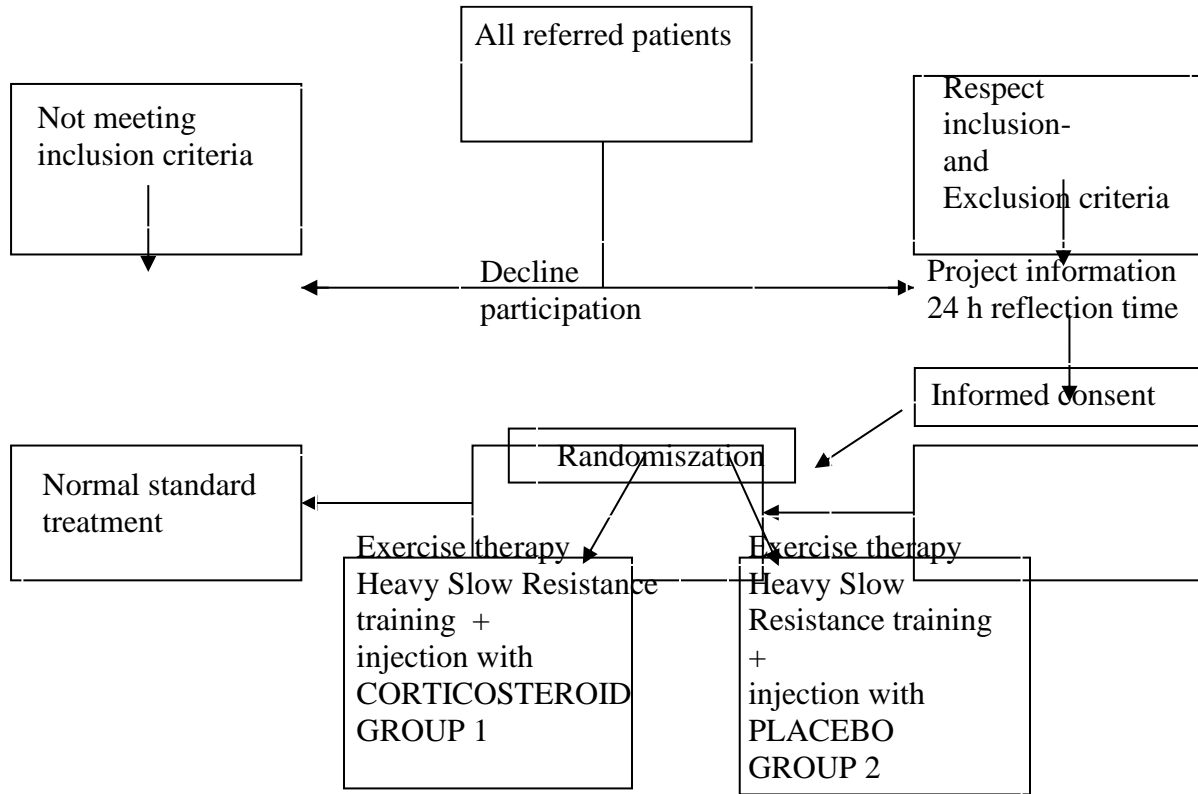 All referred patients
Not meeting
inclusion criteria
Respect
inclusion-
and
Exclusion criteria
Decline
participation
Project information
24 h reflection time
Informed consent
Randomiszation
Normal standard
treatment
Exercise therapy
Heavy Slow Resistance
training  +
injection with
CORTICOSTEROID
GROUP 1
Exercise therapy
Heavy Slow
Resistance training
+
injection with
PLACEBO
GROUP 2